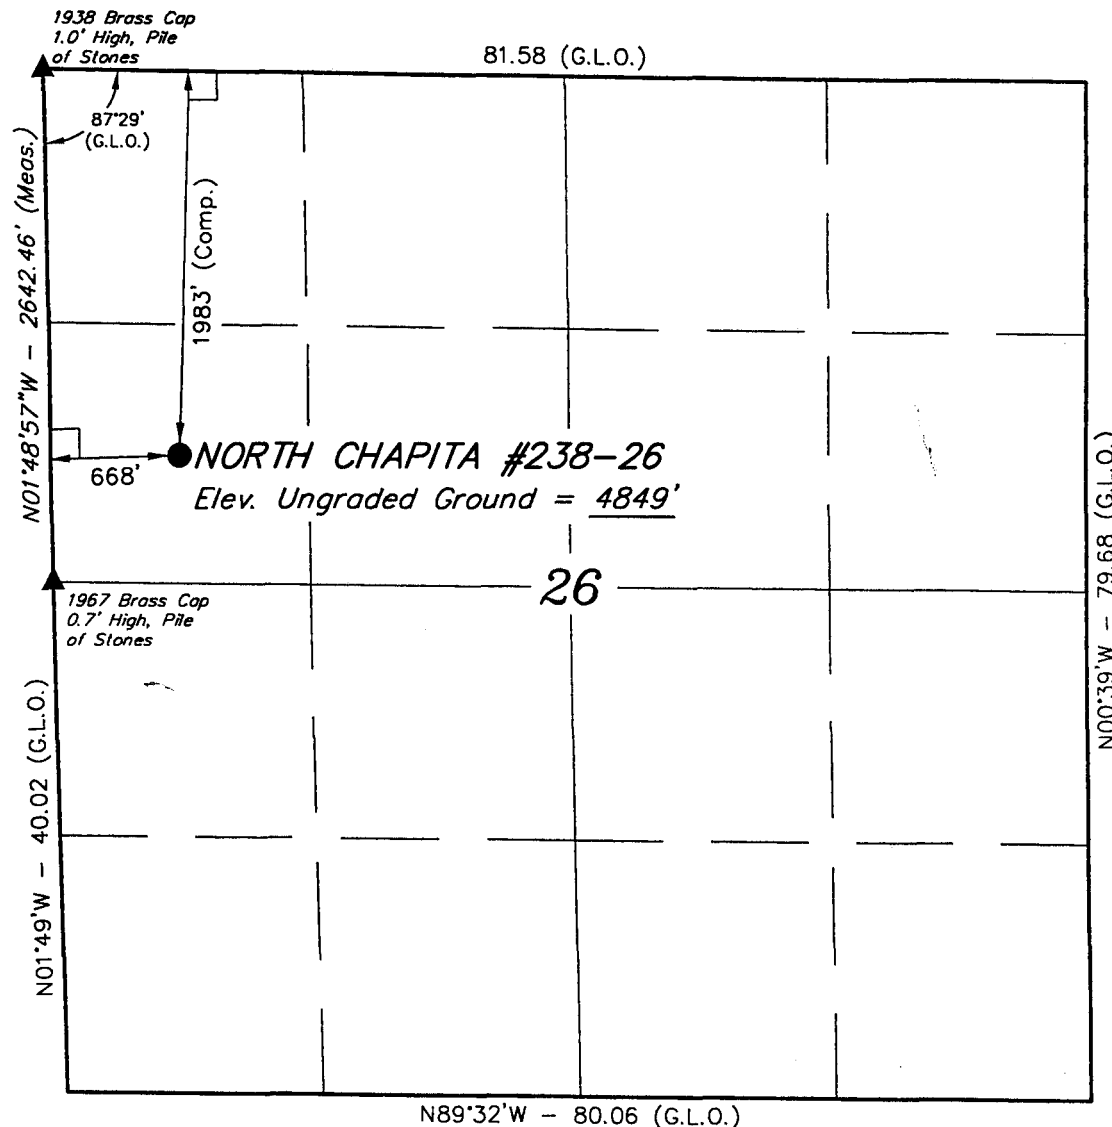 1938 Brass Cap
1.0' High, Pile
of Stones
81.58 (G.L.O.)
87°29'
(G.L.O.)
N01°48'57"W - 2642.46' (Meas.)
1983' (Comp.)
668'
NORTH CHAPITA #238-26
Elev. Ungraded Ground = 4849'
26
1967 Brass Cap
0.7' High, Pile
of Stones
N01°49'W - 40.02 (G.L.O.)
N00°39'W - 79.68 (G.L.O.)
N89°32'W - 80.06 (G.L.O.)